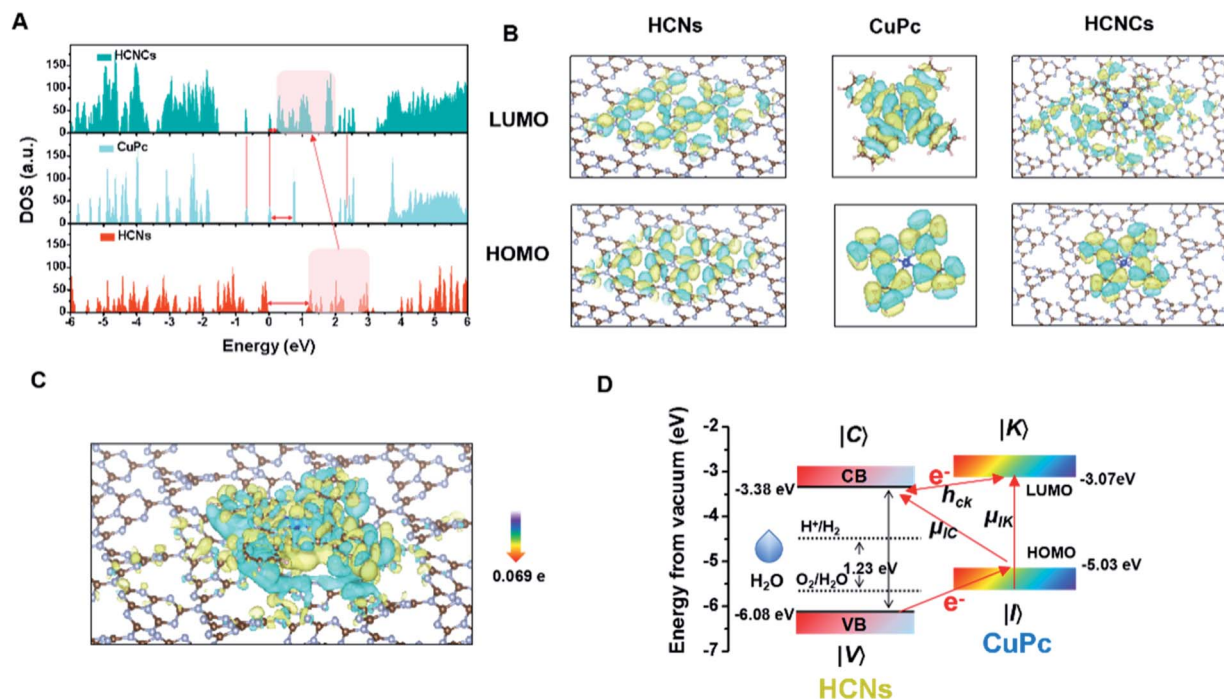 A
HCNCs
150
100
50
0
CuPc
150
100
50
0
HCNs
150
100
50
0
-6 -5 -4 -3 -2 -1 0 1 2 3 4 5 6
DOS (a.u.)
Energy (eV)
B
HCNs CuPc HCNCs
LUMO
HOMO
C
0.069 e
D
Energy from vacuum (eV)
-2
-3
-4
-5
-6
-7
|C⟩ |K⟩
CB
-3.38 eV
e-
-3.07eV
LUMO
hck
μIC
μIK
H+/H2
1.23 eV
H2O
O2/H2O
HOMO
-5.03 eV
e-
-6.08 eV
VB
|V⟩
|I⟩
CuPc
HCNs